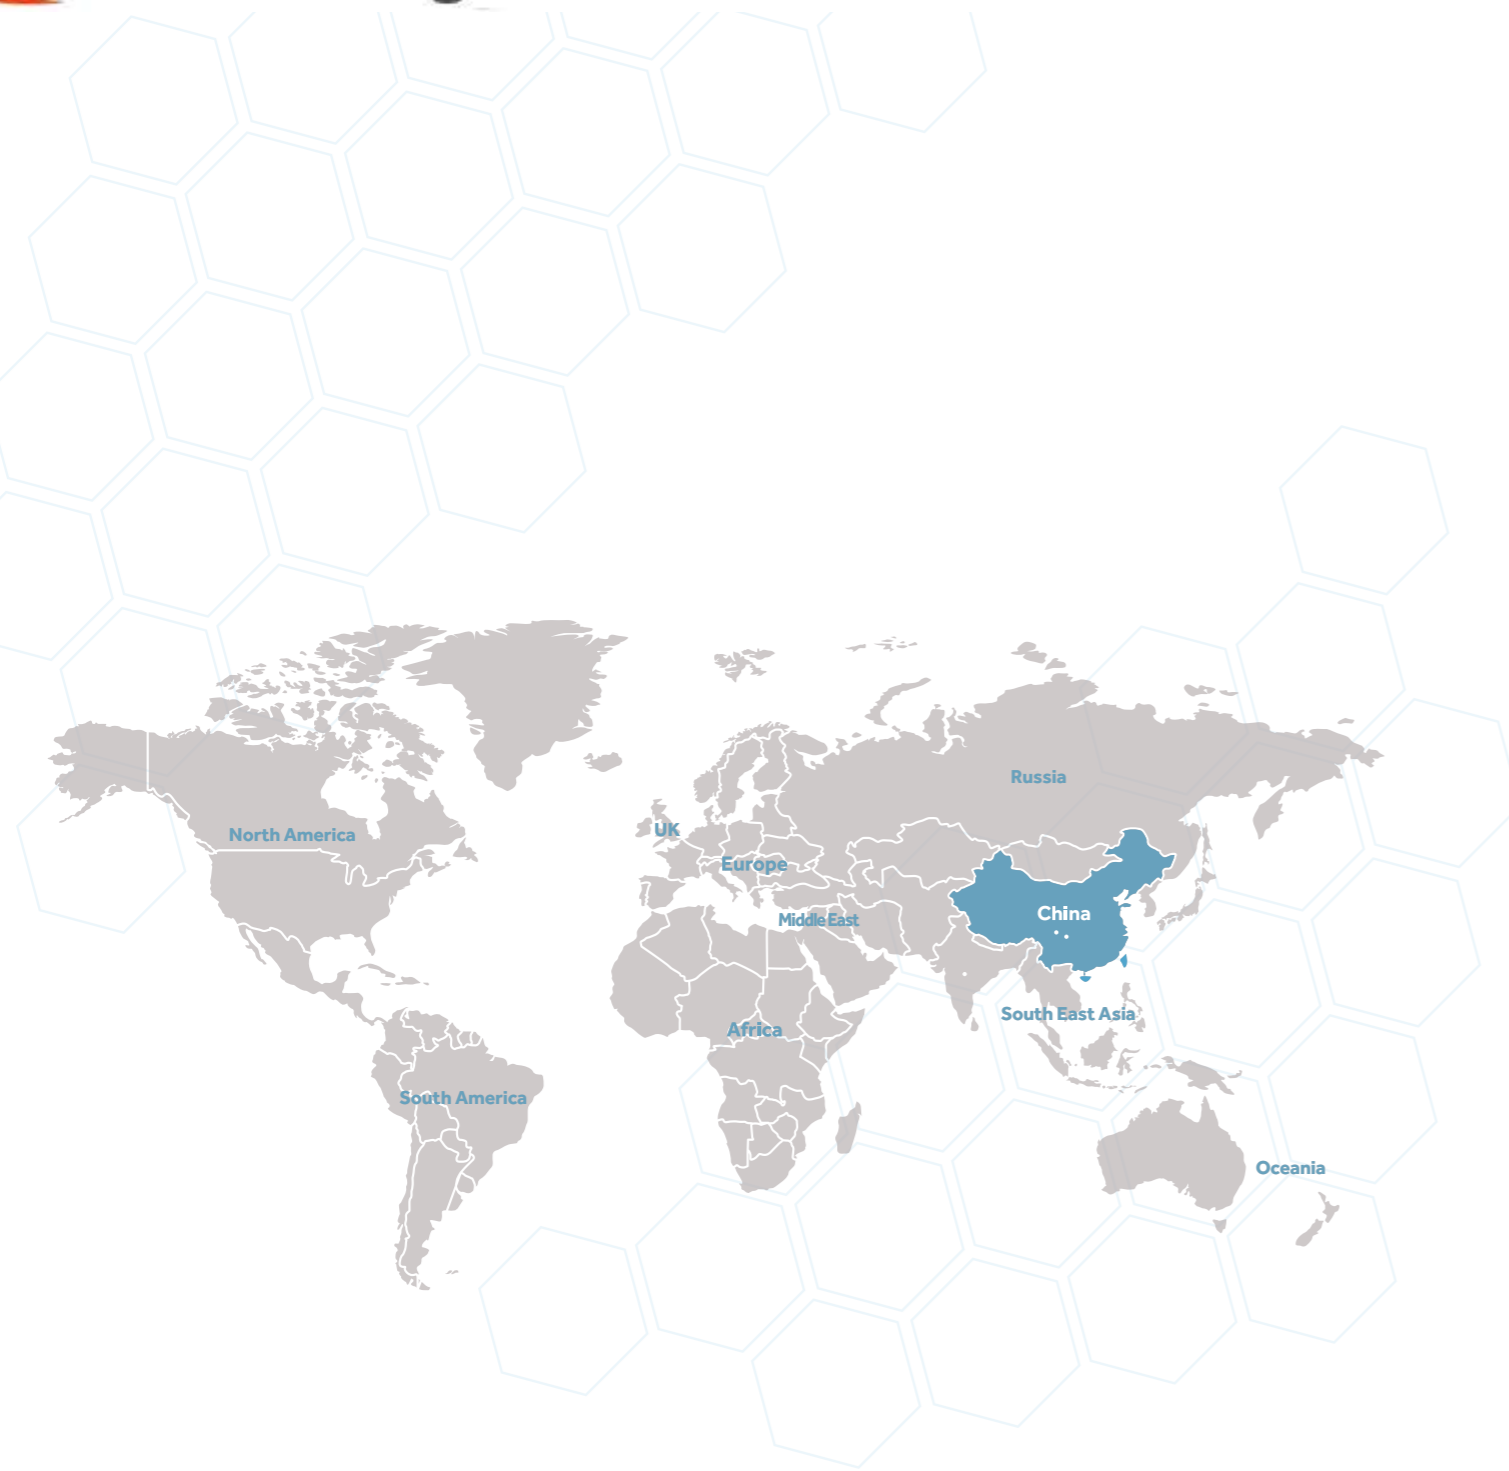 Russia
UK
North America
Europe
China
Middle East
South East Asia
Africa
South America
Oceania